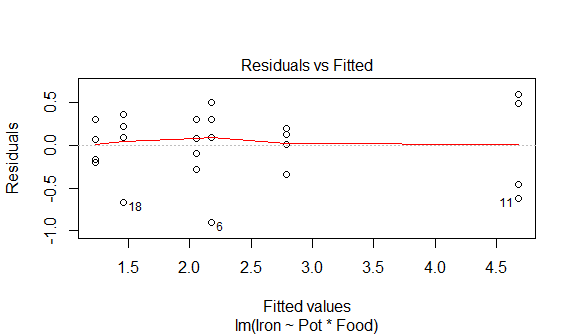 Residuals vs Fitted
Residuals
0.5
0.0
-0.5
-1.0
18
6
11
1.5 2.0 2.5 3.0 3.5 4.0 4.5
Fitted values
lm(Iron ~ Pot * Food)